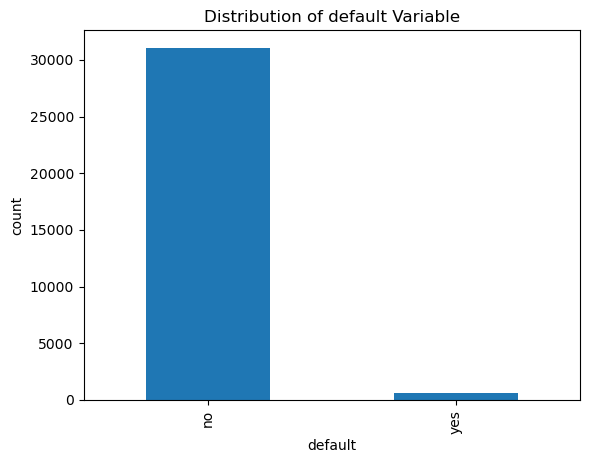 Distribution of default Variable
30000
25000
20000
15000
10000
5000
0
count
no
yes
default